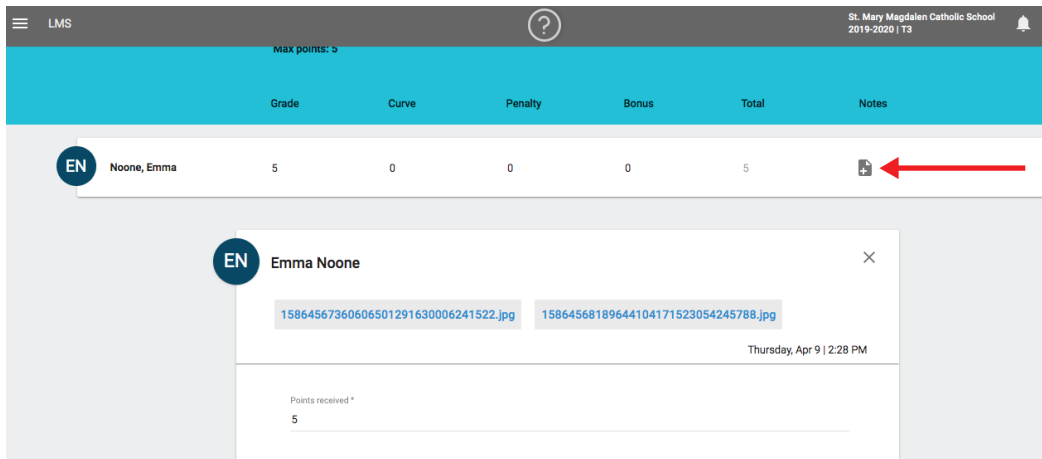 LMS
?
St. Mary Magdalen Catholic School
2019-2020 | T3
Max points: 5
Grade Curve Penalty Bonus Total Notes
EN Noone, Emma 5 0 0 0 5
EN Emma Noone
15864567360606501291630006241522.jpg 15864568189644104171523054245788.jpg
Thursday, Apr 9 | 2:28 PM
Points received *
5